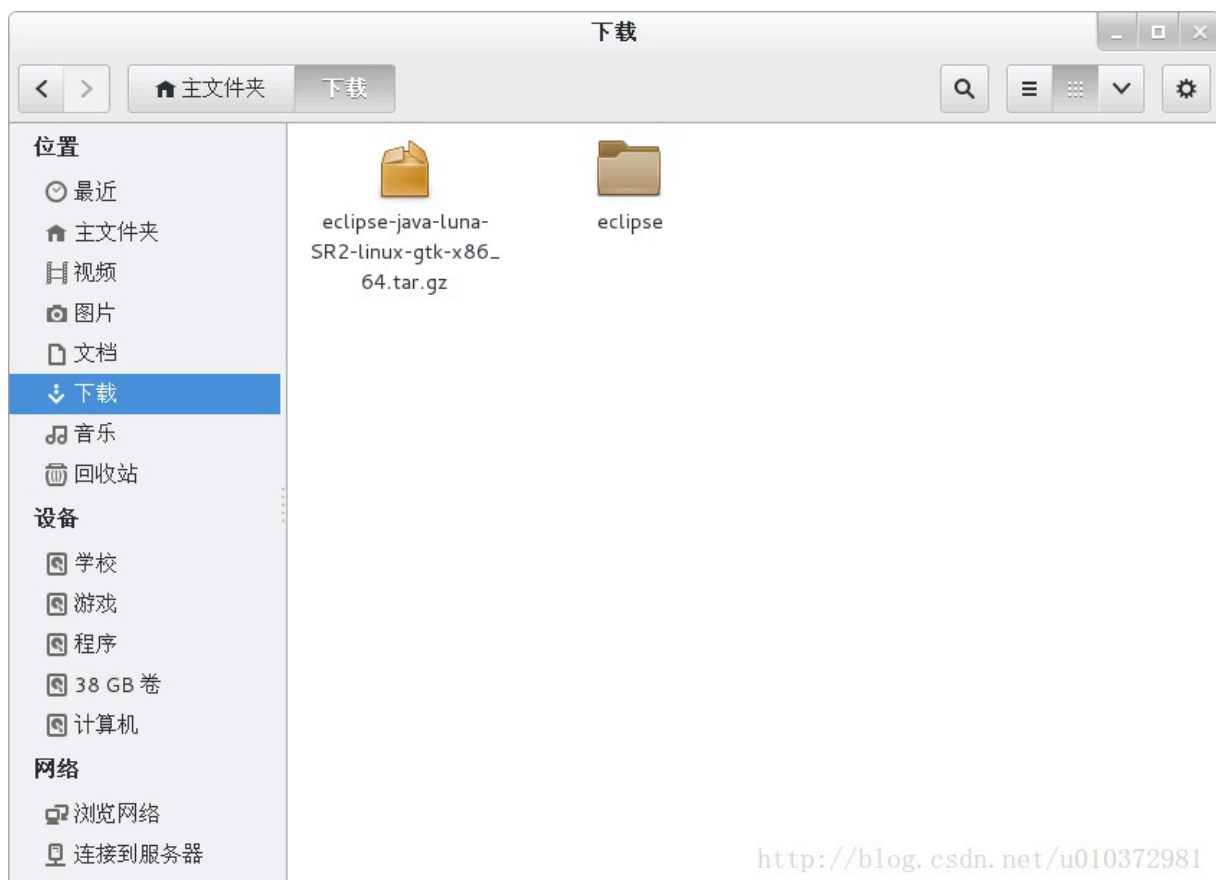 下载
主文件夹 下载
位置
最近
主文件夹
视频
图片
文档
下载
音乐
回收站
设备
学校
游戏
程序
38 GB 卷
计算机
网络
浏览网络
连接到服务器
eclipse-java-luna-
SR2-linux-gtk-x86_
64.tar.gz
eclipse
http://blog.csdn.net/u010372981